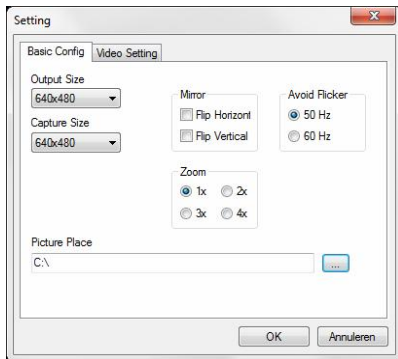 Setting
Basic Config Video Setting
Output Size
640x480
Capture Size
640x480
Mirror
Flip Horizont
Flip Vertical
Avoid Flicker
50 Hz
60 Hz
Zoom
1x 2x
3x 4x
Picture Place
C:\
...
OK Annuleren